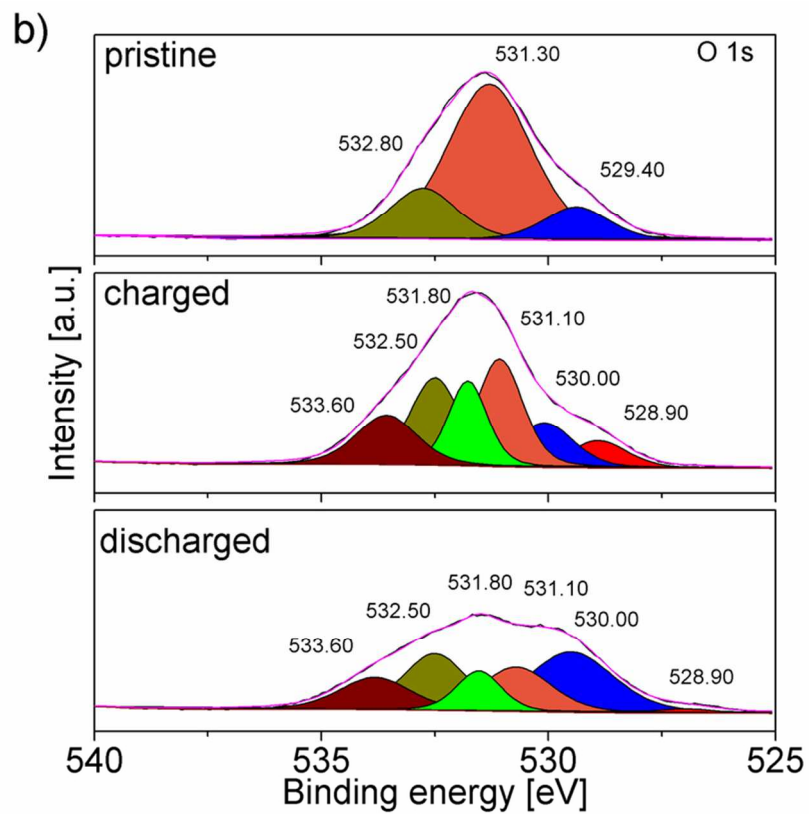 b)
pristine
O 1s
531.30
532.80
529.40
charged
531.80
531.10
532.50
530.00
533.60
528.90
discharged
531.80
531.10
532.50
530.00
533.60
528.90
Intensity [a.u.]
540
535
530
525
Binding energy [eV]